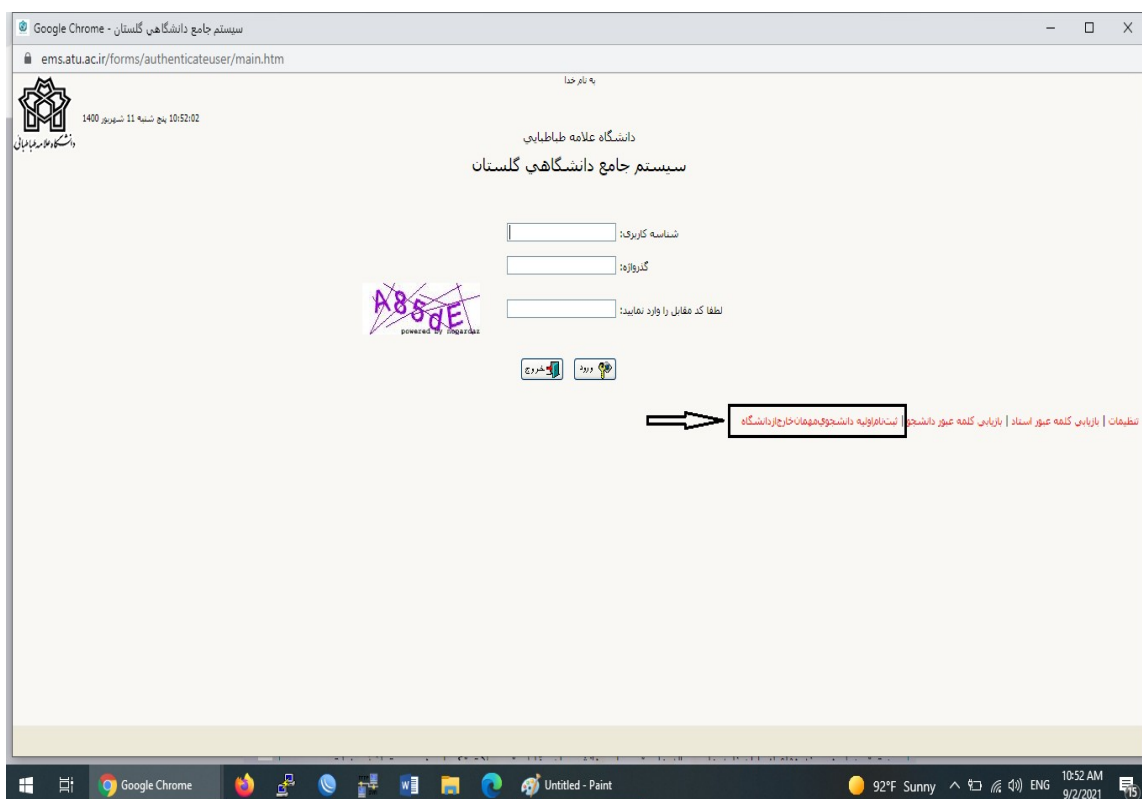 سیستم جامع دانشگاهی گلستان - Google Chrome
ems.atu.ac.ir/forms/authenticateuser/main.htm
به نام خدا
10:52:02 پنج شنبه 11 شهریور 1400
دانشگاه علامه طباطبائی
دانشگاه علامه طباطبايي
سیستم جامع دانشگاهي گلستان
شناسه کاربری:
گذرواژه:
A85dE
powered by nogardaz
لطفا کد مقابل را وارد نمایید:
ورود
خروج
تنظیمات | بازیابی کلمه عبور استاد | بازیابی کلمه عبور دانشجو | ثبت‌نام‌اولیه دانشجوی‌مهمان‌خارج‌ازدانشگاه
Google Chrome
Untitled - Paint
92°F Sunny
ENG
10:52 AM
9/2/2021
15